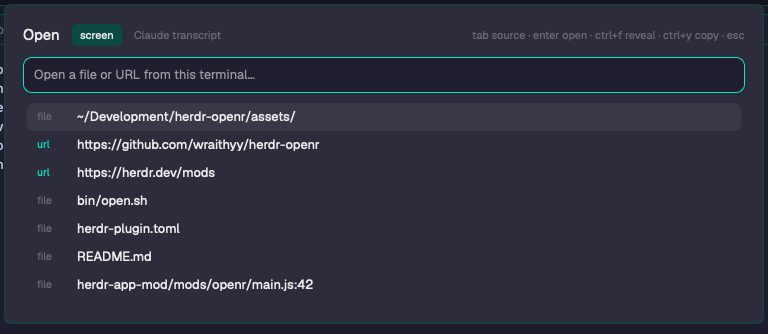 Open screen Claude transcript tab source · enter open · ctrl+f reveal · ctrl+y copy · esc
Open a file or URL from this terminal...
file ~/Development/herdr-openr/assets/
url https://github.com/wraithyy/herdr-openr
url https://herdr.dev/mods
file bin/open.sh
file herdr-plugin.toml
file README.md
file herdr-app-mod/mods/openr/main.js:42